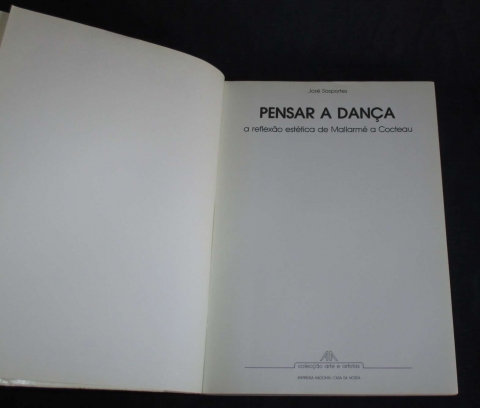 José Sasportes
PENSAR A DANÇA
a reflexão estética de Mallarmé a Cocteau
colecção arte e artistas
IMPRENSA NACIONAL-CASA DA MOEDA